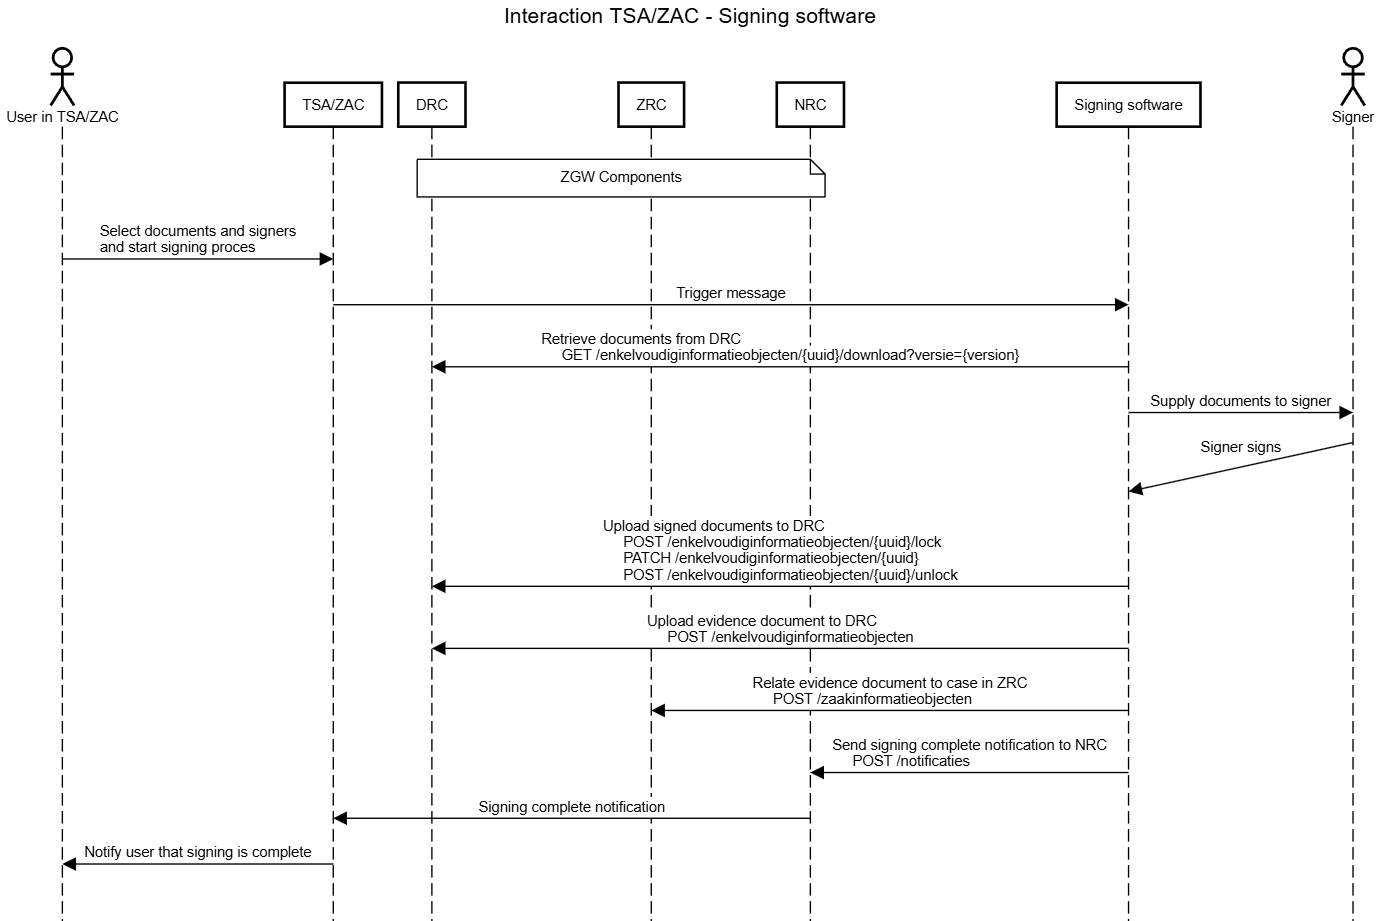 Interaction TSA/ZAC - Signing software
User in TSA/ZAC
TSA/ZAC
DRC
ZRC
NRC
Signing software
Signer
ZGW Components
Select documents and signers
and start signing proces
Trigger message
Retrieve documents from DRC
GET /enkelvoudiginformatieobjecten/{uuid}/download?versie={version}
Supply documents to signer
Signer signs
Upload signed documents to DRC
POST /enkelvoudiginformatieobjecten/{uuid}/lock
PATCH /enkelvoudiginformatieobjecten/{uuid}
POST /enkelvoudiginformatieobjecten/{uuid}/unlock
Upload evidence document to DRC
POST /enkelvoudiginformatieobjecten
Relate evidence document to case in ZRC
POST /zaakinformatieobjecten
Send signing complete notification to NRC
POST /notificaties
Signing complete notification
Notify user that signing is complete